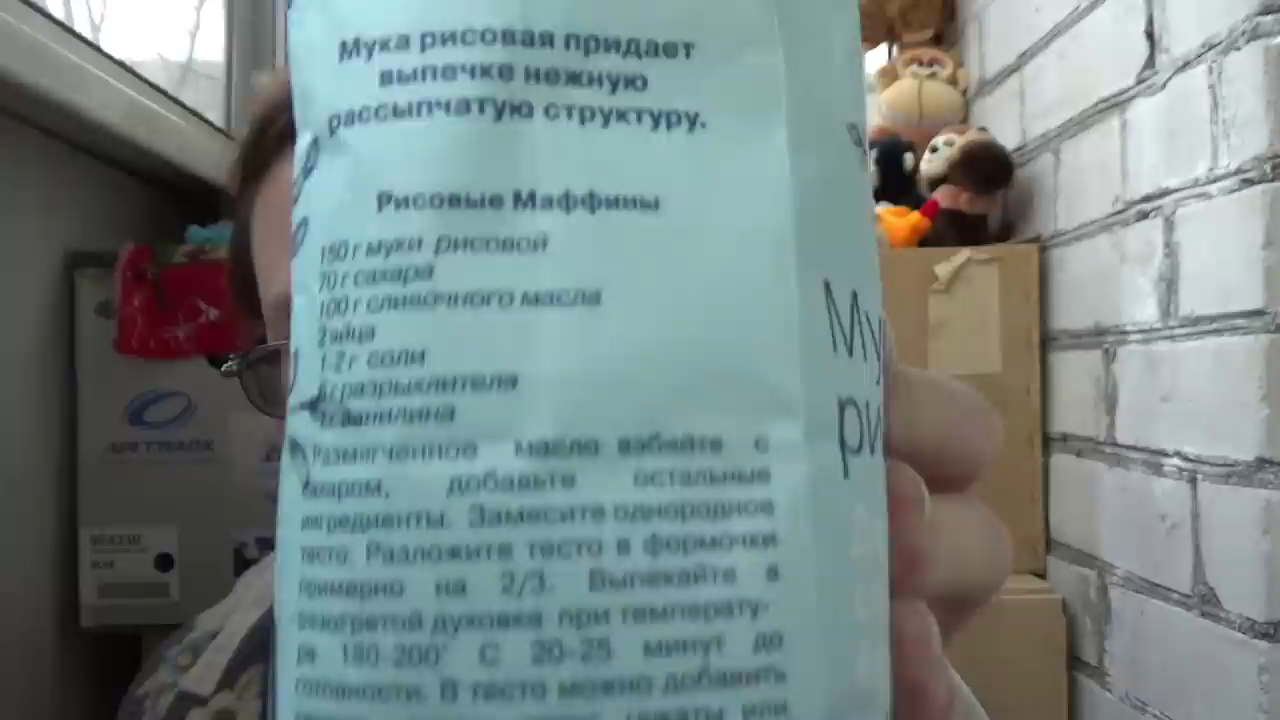 Мука рисовая придает
выпечке нежную
рассыпчатую структуру.
Рисовые Маффины
150 г муки рисовой
70 г сахара
100 г сливочного масла
2 яйца
1-2 г соли
разрыхлителя
ванилина
Размягченное масло взбейте с
добавьте остальные
ингредиенты. Замесите однородное
тесто. Разложите тесто в формочки
примерно на 2/3. Выпекайте в
разогретой духовке при температу-
ре 180-200° С 20-25 минут до
готовности. В тесто можно добавить
или
Му
ри
AIR TRACK